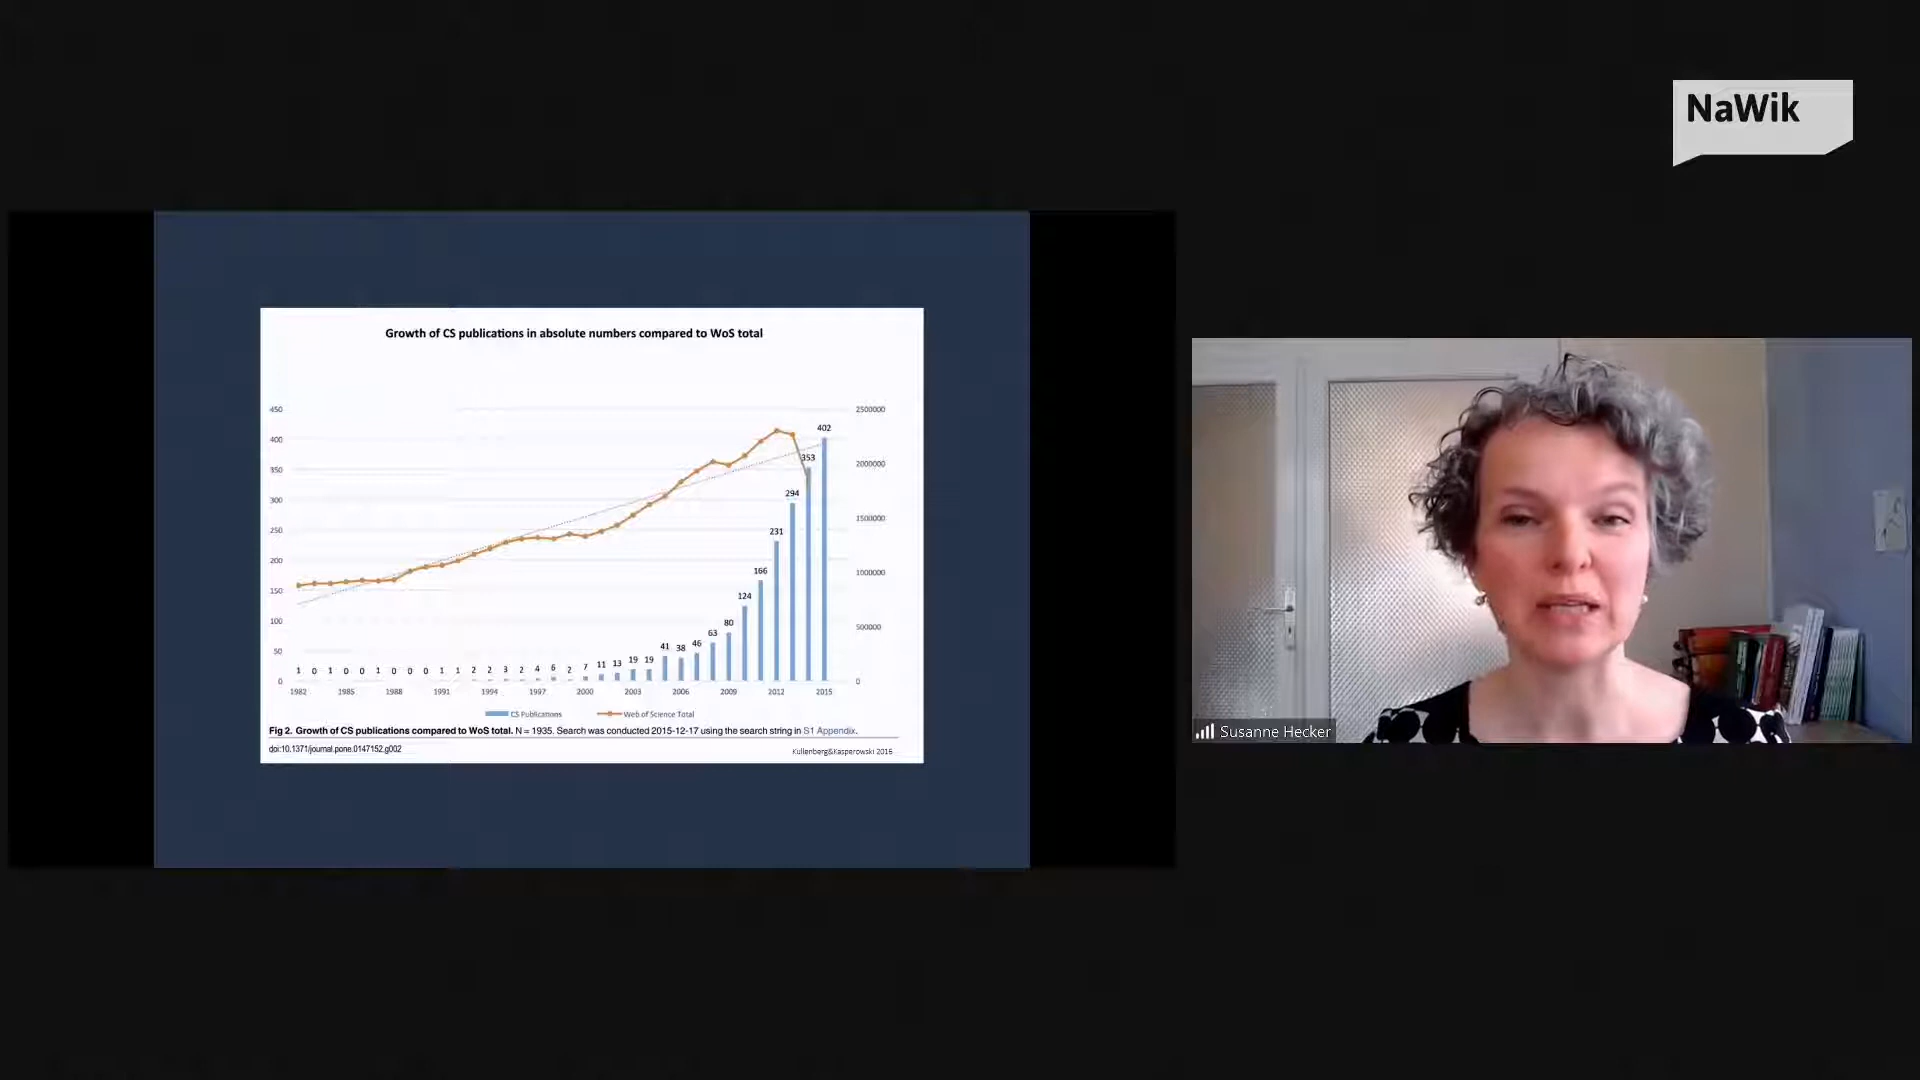 NaWik
Growth of CS publications in absolute numbers compared to WoS total
450
400
350
300
250
200
150
100
50
0
2500000
2000000
1500000
1000000
500000
0
1 0 1 0 0 1 0 0 0 1 1 2 2 3 2 4 6 2 7 11 13 19 19 41 38 46 63 80 124 166 231 294 353 402
1982 1985 1988 1991 1994 1997 2000 2003 2006 2009 2012 2015
CS Publications Web of Science Total
Fig 2. Growth of CS publications compared to WoS total. N = 1935. Search was conducted 2015-12-17 using the search string in S1 Appendix.
doi:10.1371/journal.pone.0147152.g002
Kullenberg&Kasperowski 2016
Susanne Hecker